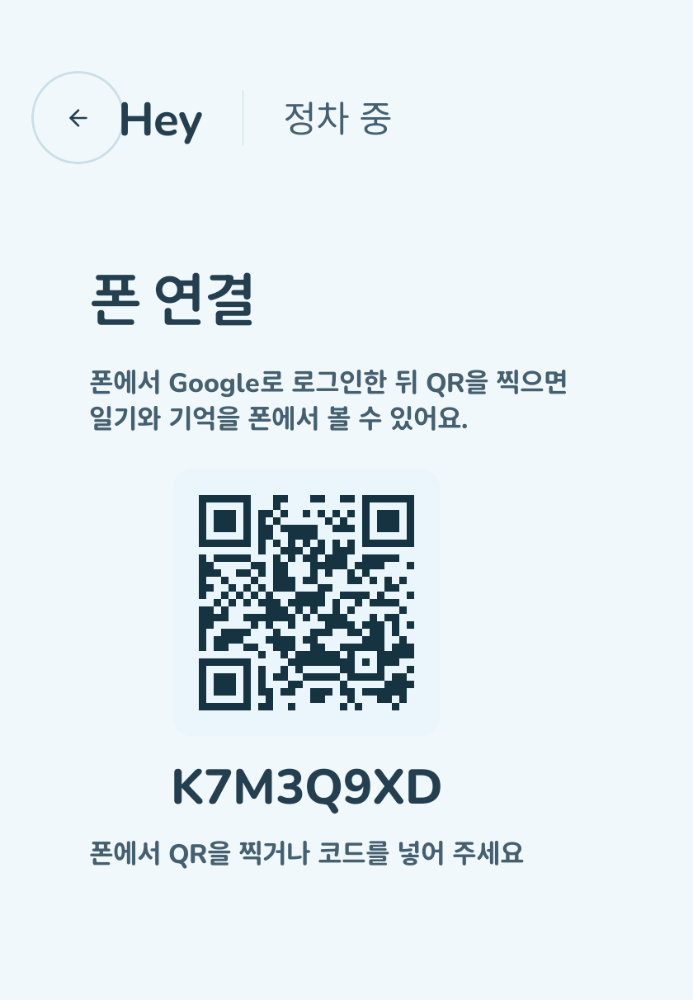 Hey
정차 중
폰 연결
폰에서 Google로 로그인한 뒤 QR을 찍으면
일기와 기억을 폰에서 볼 수 있어요.
K7M3Q9XD
폰에서 QR을 찍거나 코드를 넣어 주세요